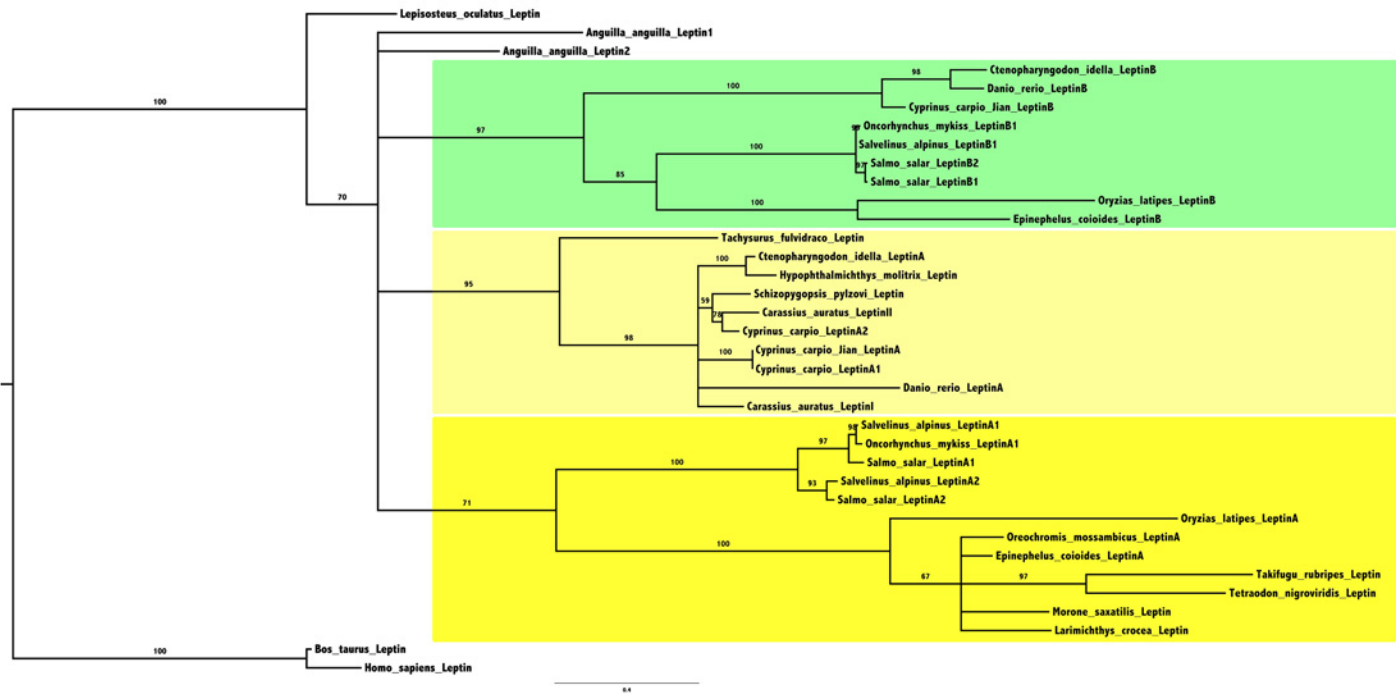 Lepisosteus_oculatus_Leptin
Anguilla_anguilla_Leptin1
Anguilla_anguilla_Leptin2
Ctenopharyngodon_idella_LeptinB
98
Danio_rerio_LeptinB
100
100
Cyprinus_carpio_Jian_LeptinB
Oncorhynchus_mykiss_LeptinB1
97
Salvelinus_alpinus_LeptinB1
100
Salmo_salar_LeptinB2
85
Salmo_salar_LeptinB1
70
100
Oryzias_latipes_LeptinB
Epinephelus_coioides_LeptinB
Tachysurus_fulvidraco_Leptin
Ctenopharyngodon_idella_LeptinA
100
Hypophthalmichthys_molitrix_Leptin
95
Schizopygopsis_pylzovi_Leptin
59
Carassius_auratus_LeptinII
Cyprinus_carpio_LeptinA2
98
Cyprinus_carpio_Jian_LeptinA
100
Cyprinus_carpio_LeptinA1
Danio_rerio_LeptinA
Carassius_auratus_LeptinI
Salvelinus_alpinus_LeptinA1
98
97
Oncorhynchus_mykiss_LeptinA1
100
Salmo_salar_LeptinA1
Salvelinus_alpinus_LeptinA2
93
Salmo_salar_LeptinA2
71
Oryzias_latipes_LeptinA
Oreochromis_mossambicus_LeptinA
100
Epinephelus_coioides_LeptinA
67
97
Takifugu_rubripes_Leptin
Tetraodon_nigroviridis_Leptin
Morone_saxatilis_Leptin
Larimichthys_crocea_Leptin
Bos_taurus_Leptin
100
Homo_sapiens_Leptin
0.4